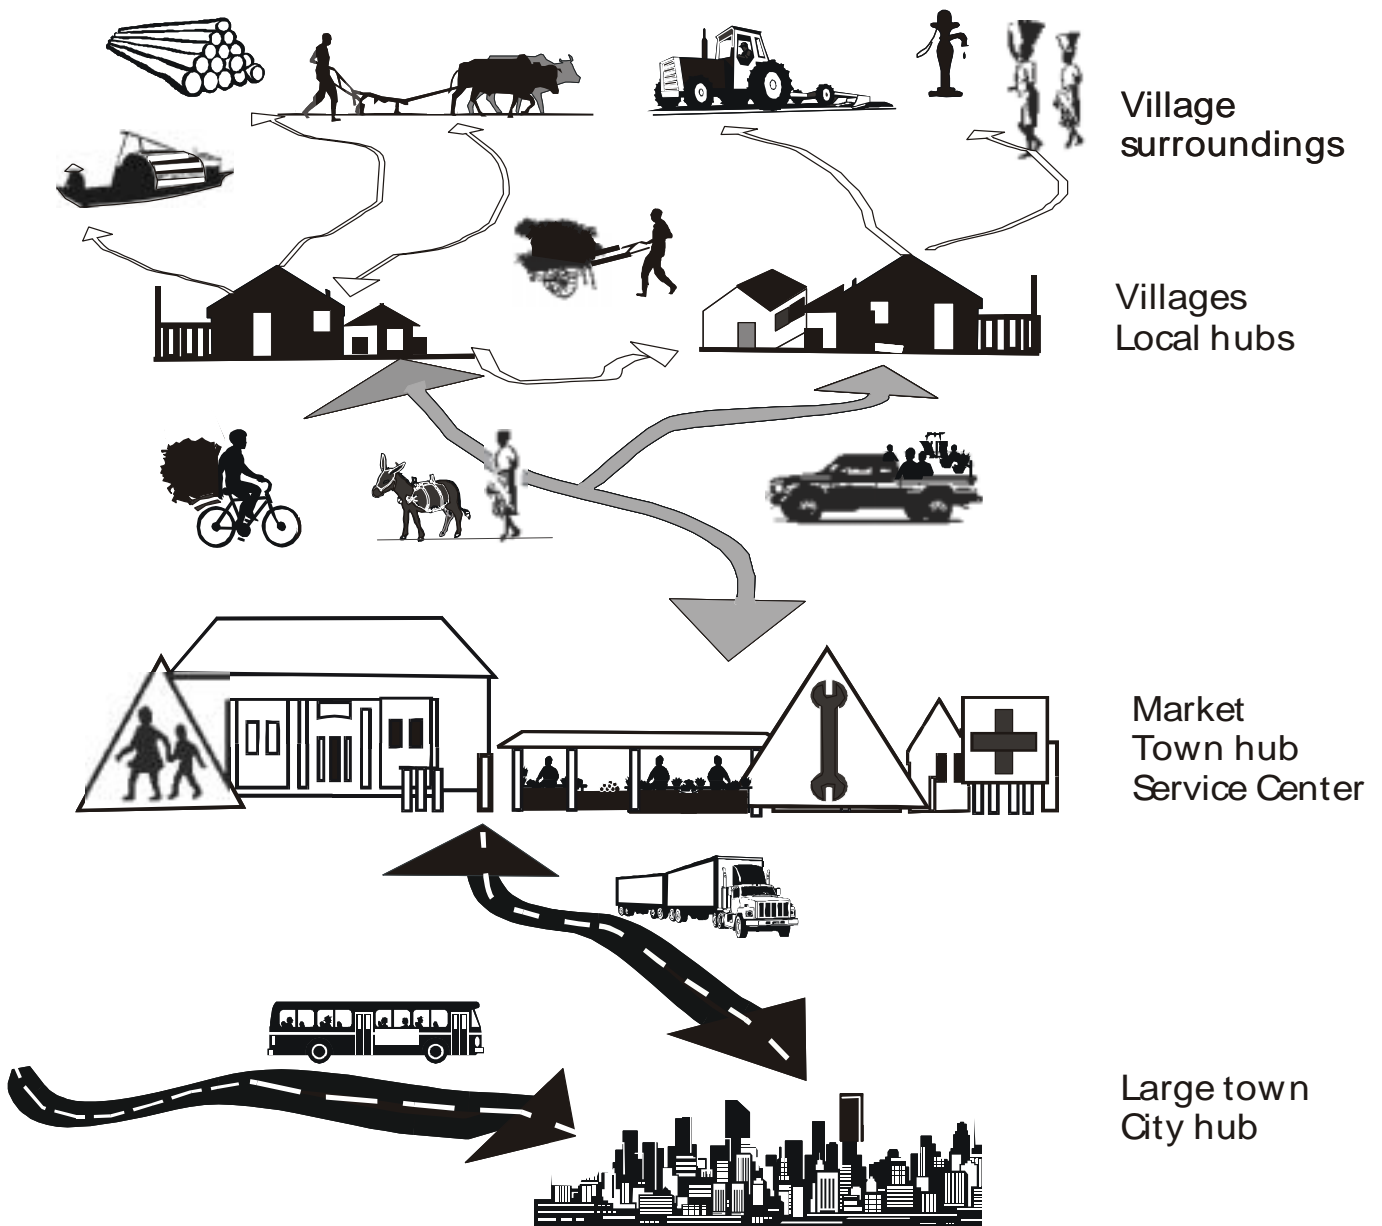 Village
surroundings
Villages
Local hubs
Market
Town hub
Service Center
Large town
City hub